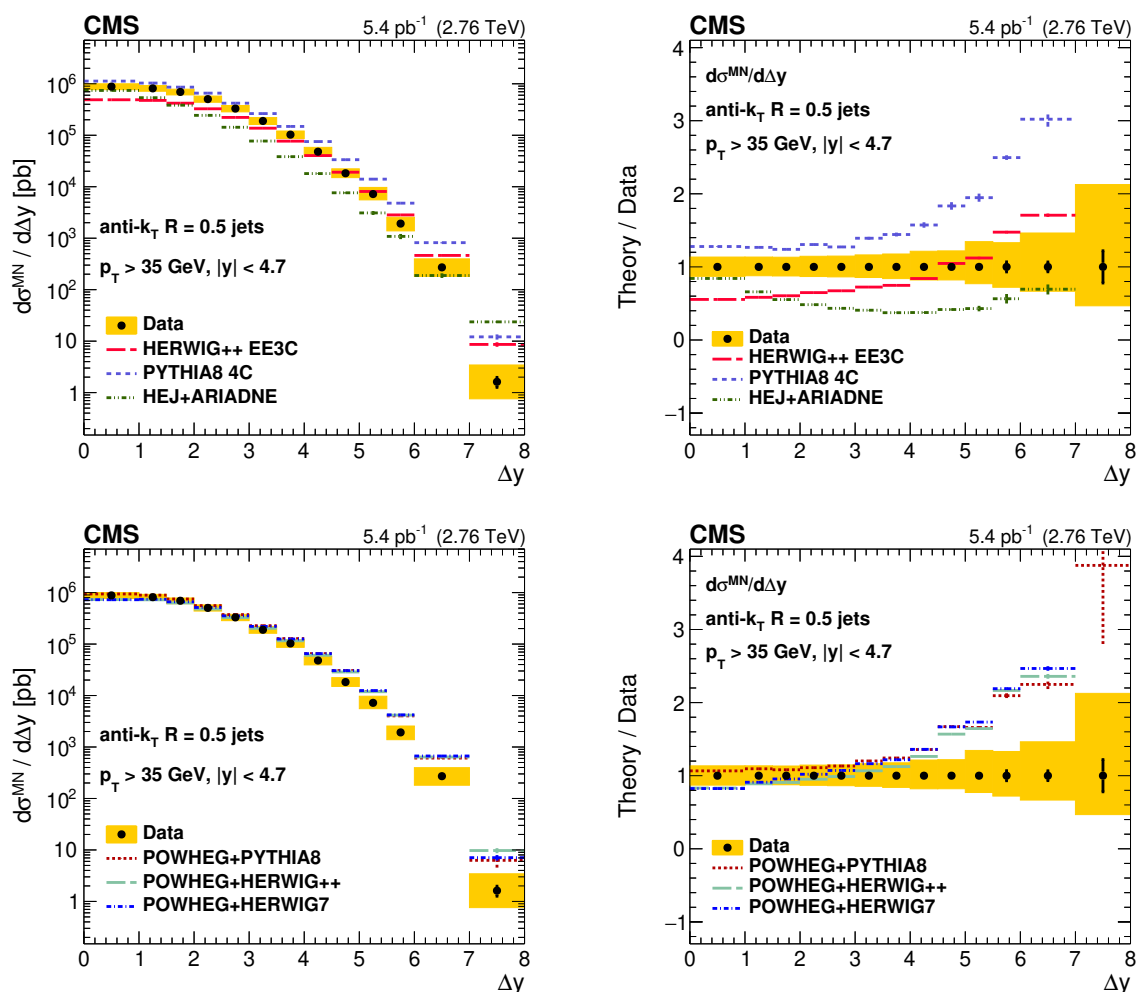 CMS
5.4 pb⁻¹ (2.76 TeV)
dσ^MN / dΔy [pb]
10⁶
10⁵
10⁴
10³
10²
10
1
anti-k_T R = 0.5 jets
p_T > 35 GeV, |y| < 4.7
Data
HERWIG++ EE3C
PYTHIA8 4C
HEJ+ARIADNE
0 1 2 3 4 5 6 7 8
Δy
CMS
5.4 pb⁻¹ (2.76 TeV)
Theory / Data
4
3
2
1
0
−1
dσ^MN/dΔy
anti-k_T R = 0.5 jets
p_T > 35 GeV, |y| < 4.7
Data
HERWIG++ EE3C
PYTHIA8 4C
HEJ+ARIADNE
0 1 2 3 4 5 6 7 8
Δy
CMS
5.4 pb⁻¹ (2.76 TeV)
dσ^MN / dΔy [pb]
10⁶
10⁵
10⁴
10³
10²
10
1
anti-k_T R = 0.5 jets
p_T > 35 GeV, |y| < 4.7
Data
POWHEG+PYTHIA8
POWHEG+HERWIG++
POWHEG+HERWIG7
0 1 2 3 4 5 6 7 8
Δy
CMS
5.4 pb⁻¹ (2.76 TeV)
Theory / Data
4
3
2
1
0
−1
dσ^MN/dΔy
anti-k_T R = 0.5 jets
p_T > 35 GeV, |y| < 4.7
Data
POWHEG+PYTHIA8
POWHEG+HERWIG++
POWHEG+HERWIG7
0 1 2 3 4 5 6 7 8
Δy